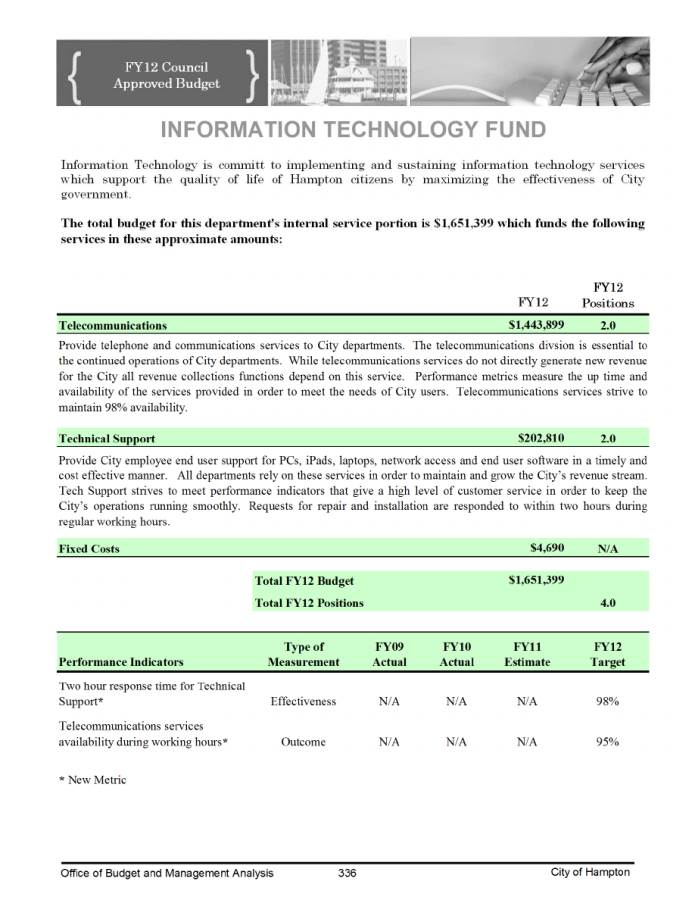 FY12 Council
Approved Budget
INFORMATION TECHNOLOGY FUND
Information Technology is committ to implementing and sustaining information technology services
which support the quality of life of Hampton citizens by maximizing the effectiveness of City
government.
The total budget for this department's internal service portion is $1,651,399 which funds the following
services in these approximate amounts:
FY12
FY12 Positions
Telecommunications $1,443,899 2.0
Provide telephone and communications services to City departments. The telecommunications divsion is essential to
the continued operations of City departments. While telecommunications services do not directly generate new revenue
for the City all revenue collections functions depend on this service. Performance metrics measure the up time and
availability of the services provided in order to meet the needs of City users. Telecommunications services strive to
maintain 98% availability.
Technical Support $202,810 2.0
Provide City employee end user support for PCs, iPads, laptops, network access and end user software in a timely and
cost effective manner. All departments rely on these services in order to maintain and grow the City's revenue stream.
Tech Support strives to meet performance indicators that give a high level of customer service in order to keep the
City's operations running smoothly. Requests for repair and installation are responded to within two hours during
regular working hours.
Fixed Costs $4,690 N/A
Total FY12 Budget $1,651,399
Total FY12 Positions 4.0
Type of FY09 FY10 FY11 FY12
Performance Indicators Measurement Actual Actual Estimate Target
Two hour response time for Technical
Support* Effectiveness N/A N/A N/A 98%
Telecommunications services
availability during working hours* Outcome N/A N/A N/A 95%
* New Metric
Office of Budget and Management Analysis 336 City of Hampton